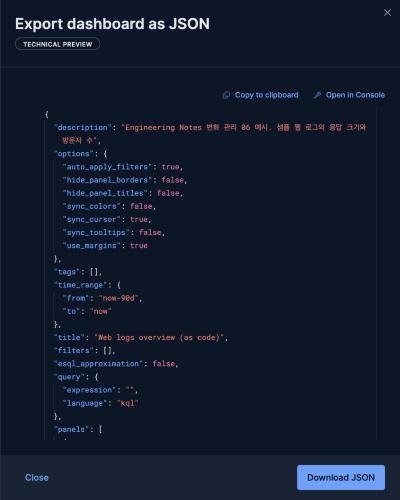 Export dashboard as JSON
TECHNICAL PREVIEW
Copy to clipboard
Open in Console
{
"description": "Engineering Notes 변화 관리 06 예시. 샘플 웹 로그의 응답 크기와
방문자 수",
"options": {
"auto_apply_filters": true,
"hide_panel_borders": false,
"hide_panel_titles": false,
"sync_colors": false,
"sync_cursor": true,
"sync_tooltips": false,
"use_margins": true
},
"tags": [],
"time_range": {
"from": "now-90d",
"to": "now"
},
"title": "Web logs overview (as code)",
"filters": [],
"esql_approximation": false,
"query": {
"expression": "",
"language": "kql"
},
"panels": [
Close
Download JSON